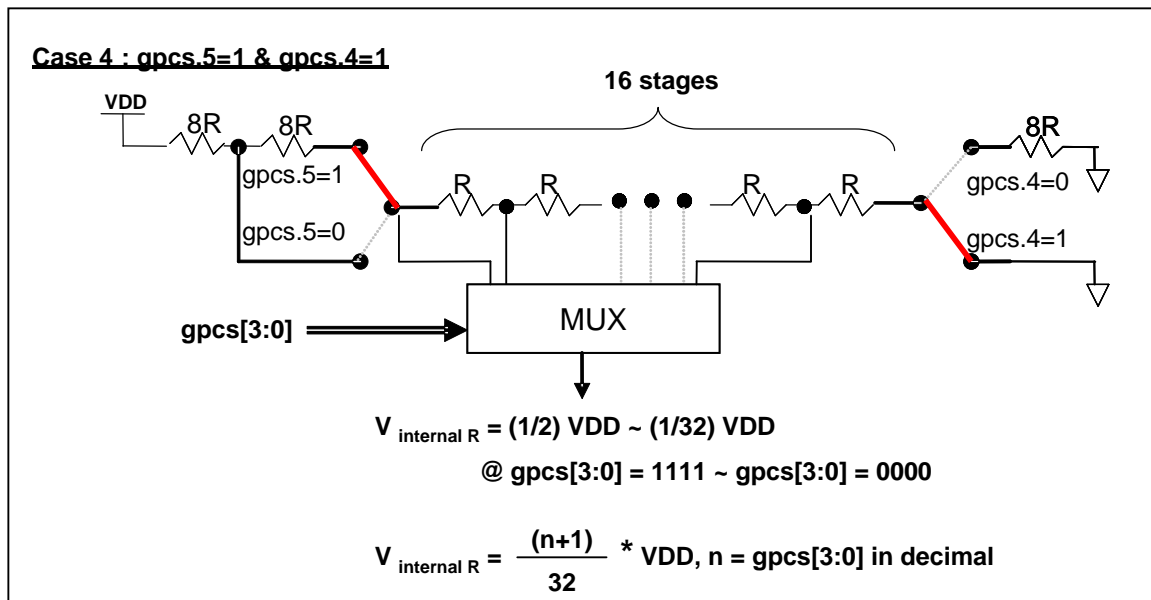 Case 4 : gpcs.5=1 & gpcs.4=1
16 stages
VDD
8R
8R
8R
gpcs.5=1
R
R
R
R
gpcs.4=0
gpcs.5=0
gpcs.4=1
MUX
gpcs[3:0]
V internal R = (1/2) VDD ~ (1/32) VDD
@ gpcs[3:0] = 1111 ~ gpcs[3:0] = 0000
V internal R = (n+1) * VDD, n = gpcs[3:0] in decimal
32